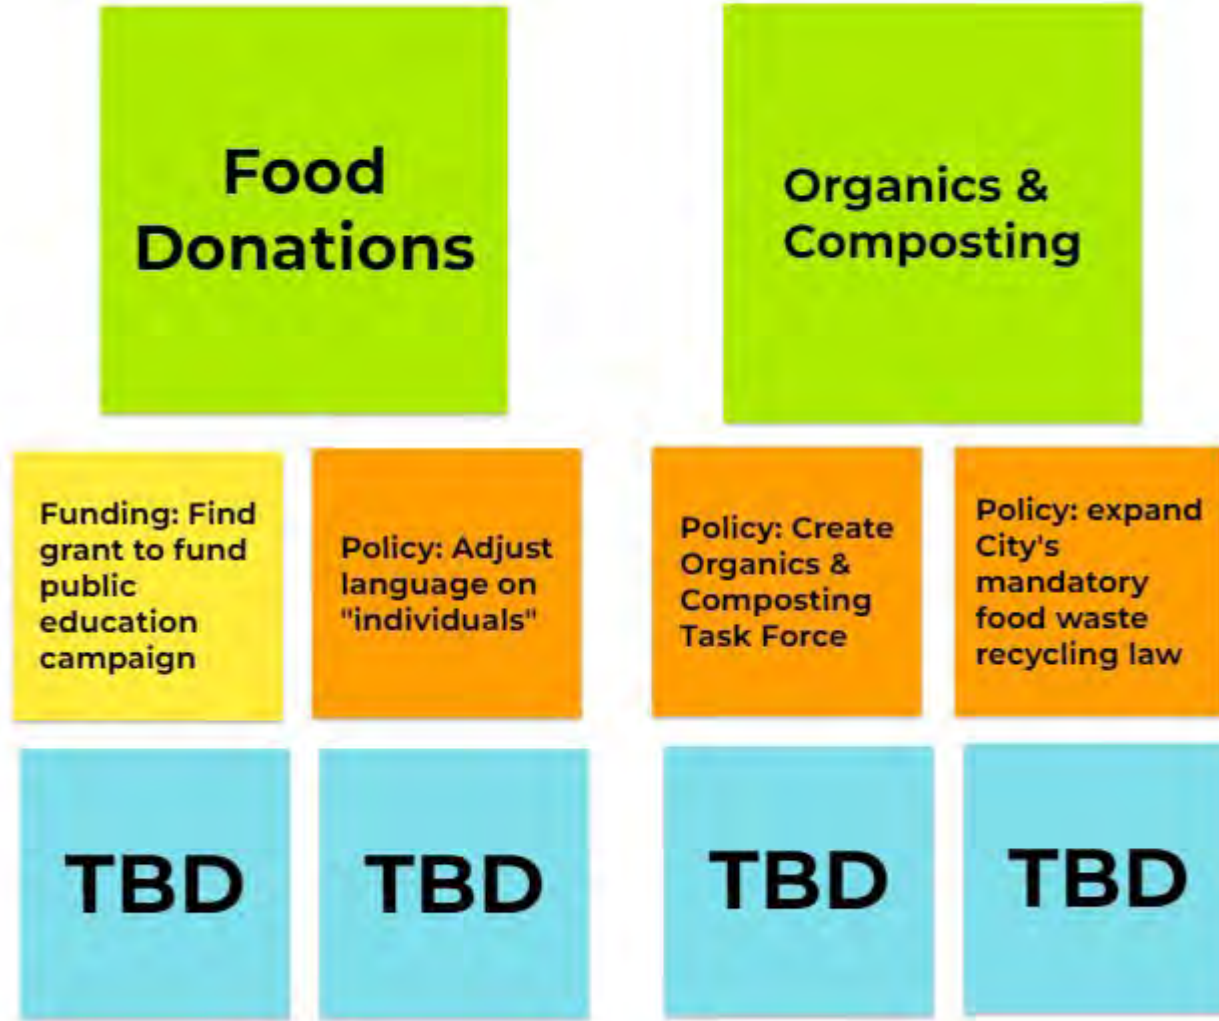 Food
Donations
Organics &
Composting
Funding: Find
grant to fund
public
education
campaign
Policy: Adjust
language on
"individuals"
Policy: Create
Organics &
Composting
Task Force
Policy: expand
City's
mandatory
food waste
recycling law
TBD
TBD
TBD
TBD